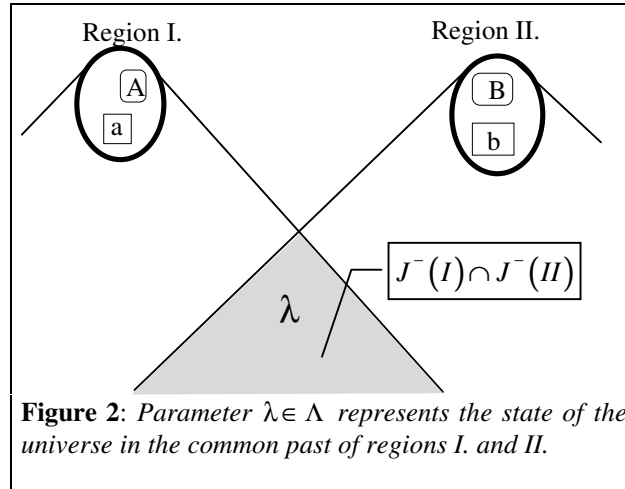 Region I.
Region II.
A
B
a
b
J⁻(I)∩J⁻(II)
λ
Figure 2: Parameter λ∈Λ represents the state of the
universe in the common past of regions I. and II.